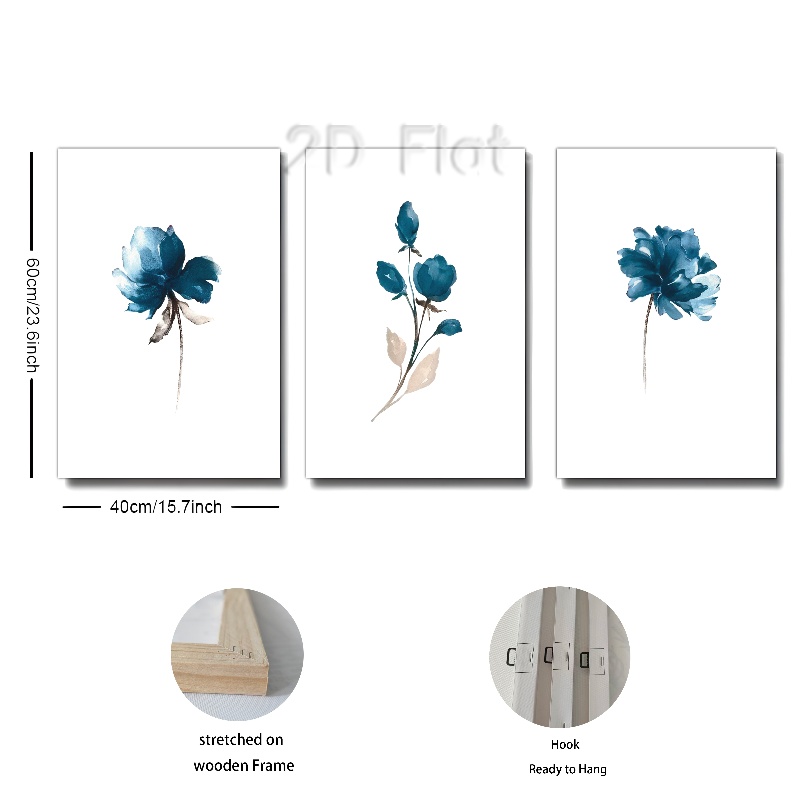 2D Flat
60cm/23.6inch
40cm/15.7inch
stretched on
wooden Frame
Hook
Ready to Hang